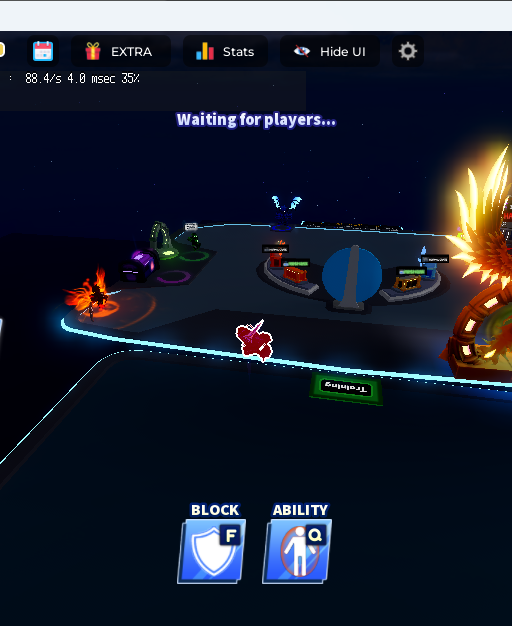 EXTRA
Stats
Hide UI
: 88.4/s 4.0 msec 35%
Waiting for players...
Training
BLOCK
ABILITY
F
Q